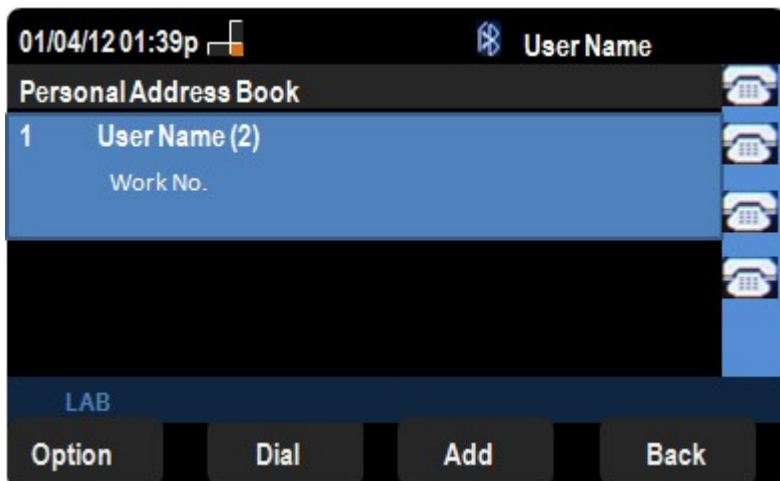 01/04/12 01:39p User Name
Personal Address Book
1 User Name (2)
Work No.
LAB
Option Dial Add Back